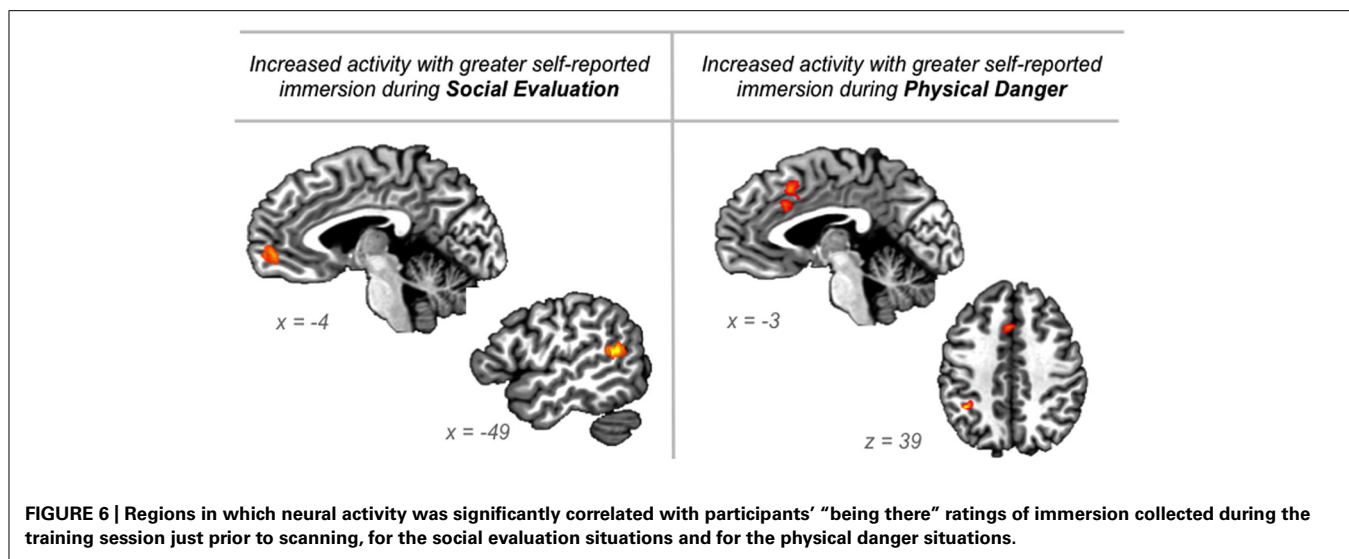 Increased activity with greater self-reported
immersion during Social Evaluation
Increased activity with greater self-reported
immersion during Physical Danger
x = -4
x = -49
x = -3
z = 39
FIGURE 6 | Regions in which neural activity was significantly correlated with participants’ “being there” ratings of immersion collected during the
training session just prior to scanning, for the social evaluation situations and for the physical danger situations.